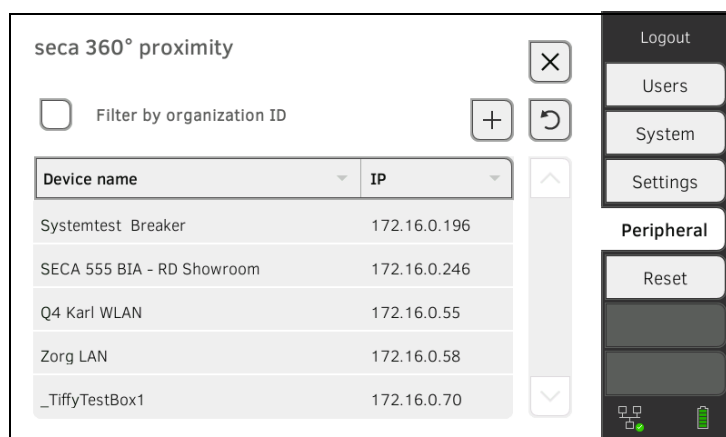 seca 360° proximity
Filter by organization ID
Device name IP
Systemtest Breaker 172.16.0.196
SECA 555 BIA - RD Showroom 172.16.0.246
Q4 Karl WLAN 172.16.0.55
Zorg LAN 172.16.0.58
_TiffyTestBox1 172.16.0.70
Logout
Users
System
Settings
Peripheral
Reset